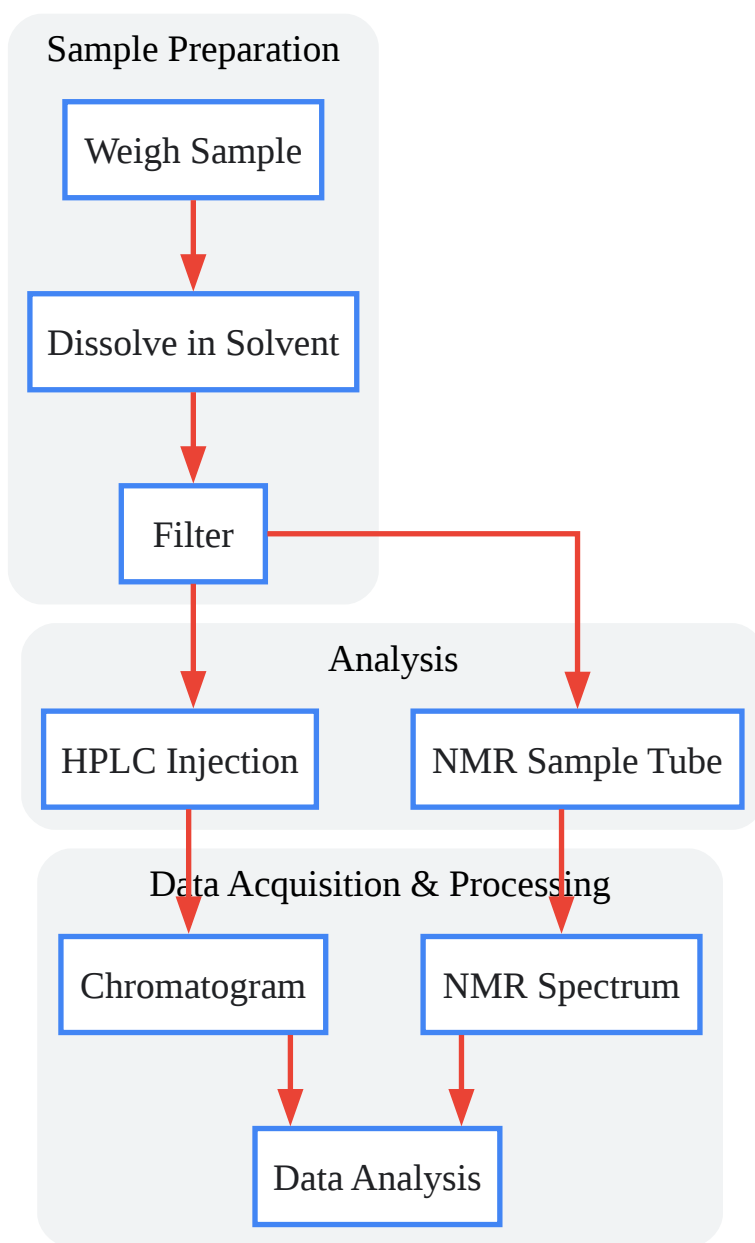 Sample Preparation
Weigh Sample
Dissolve in Solvent
Filter
Analysis
HPLC Injection
NMR Sample Tube
Data Acquisition & Processing
Chromatogram
NMR Spectrum
Data Analysis